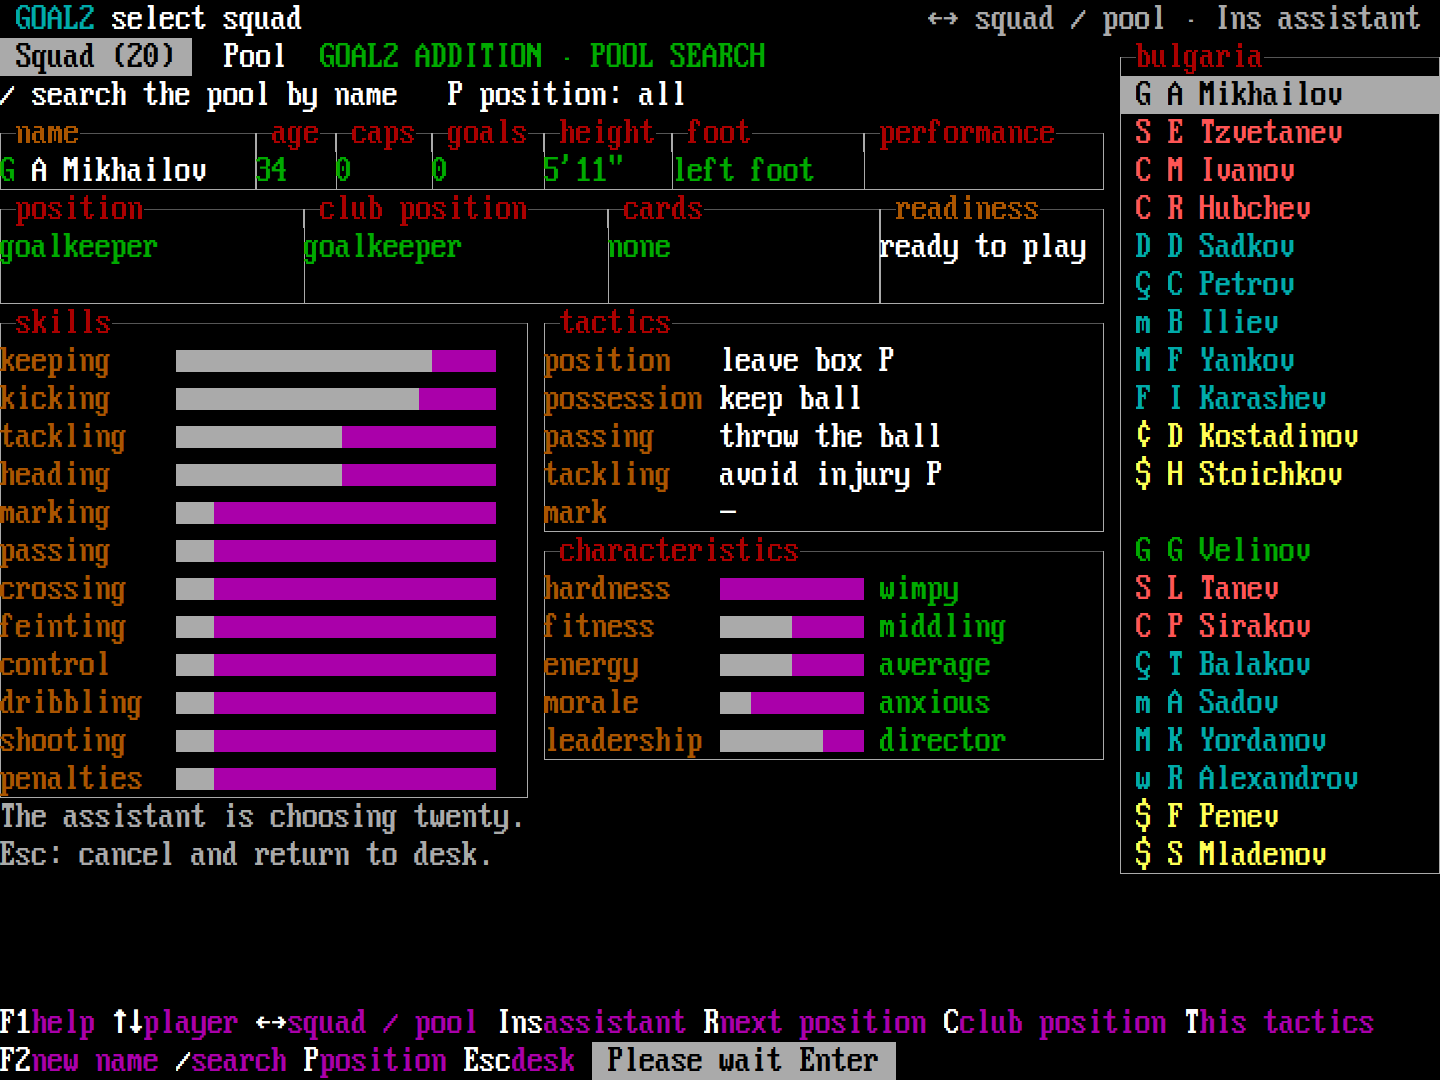 GOAL2 select squad ↔ squad / pool · Ins assistant
Squad (20) Pool GOAL2 ADDITION · POOL SEARCH
/ search the pool by name P position: all
name age caps goals height foot performance
G A Mikhailov 34 0 0 5'11" left foot
position club position cards readiness
goalkeeper goalkeeper none ready to play
skills
keeping
kicking
tackling
heading
marking
passing
crossing
feinting
control
dribbling
shooting
penalties
tactics
position leave box P
possession keep ball
passing throw the ball
tackling avoid injury P
mark —
characteristics
hardness wimpy
fitness middling
energy average
morale anxious
leadership director
bulgaria
G A Mikhailov
S E Tzvetanev
C M Ivanov
C R Hubchev
D D Sadkov
Ç C Petrov
m B Iliev
M F Yankov
F I Karashev
¢ D Kostadinov
$ H Stoichkov
G G Velinov
S L Tanev
C P Sirakov
Ç T Balakov
m A Sadov
M K Yordanov
w R Alexandrov
$ F Penev
$ S Mladenov
The assistant is choosing twenty.
Esc: cancel and return to desk.
F1help ↑↓player ↔squad / pool Insassistant Rnext position Cclub position This tactics
F2new name /search Pposition Escdesk Please wait Enter